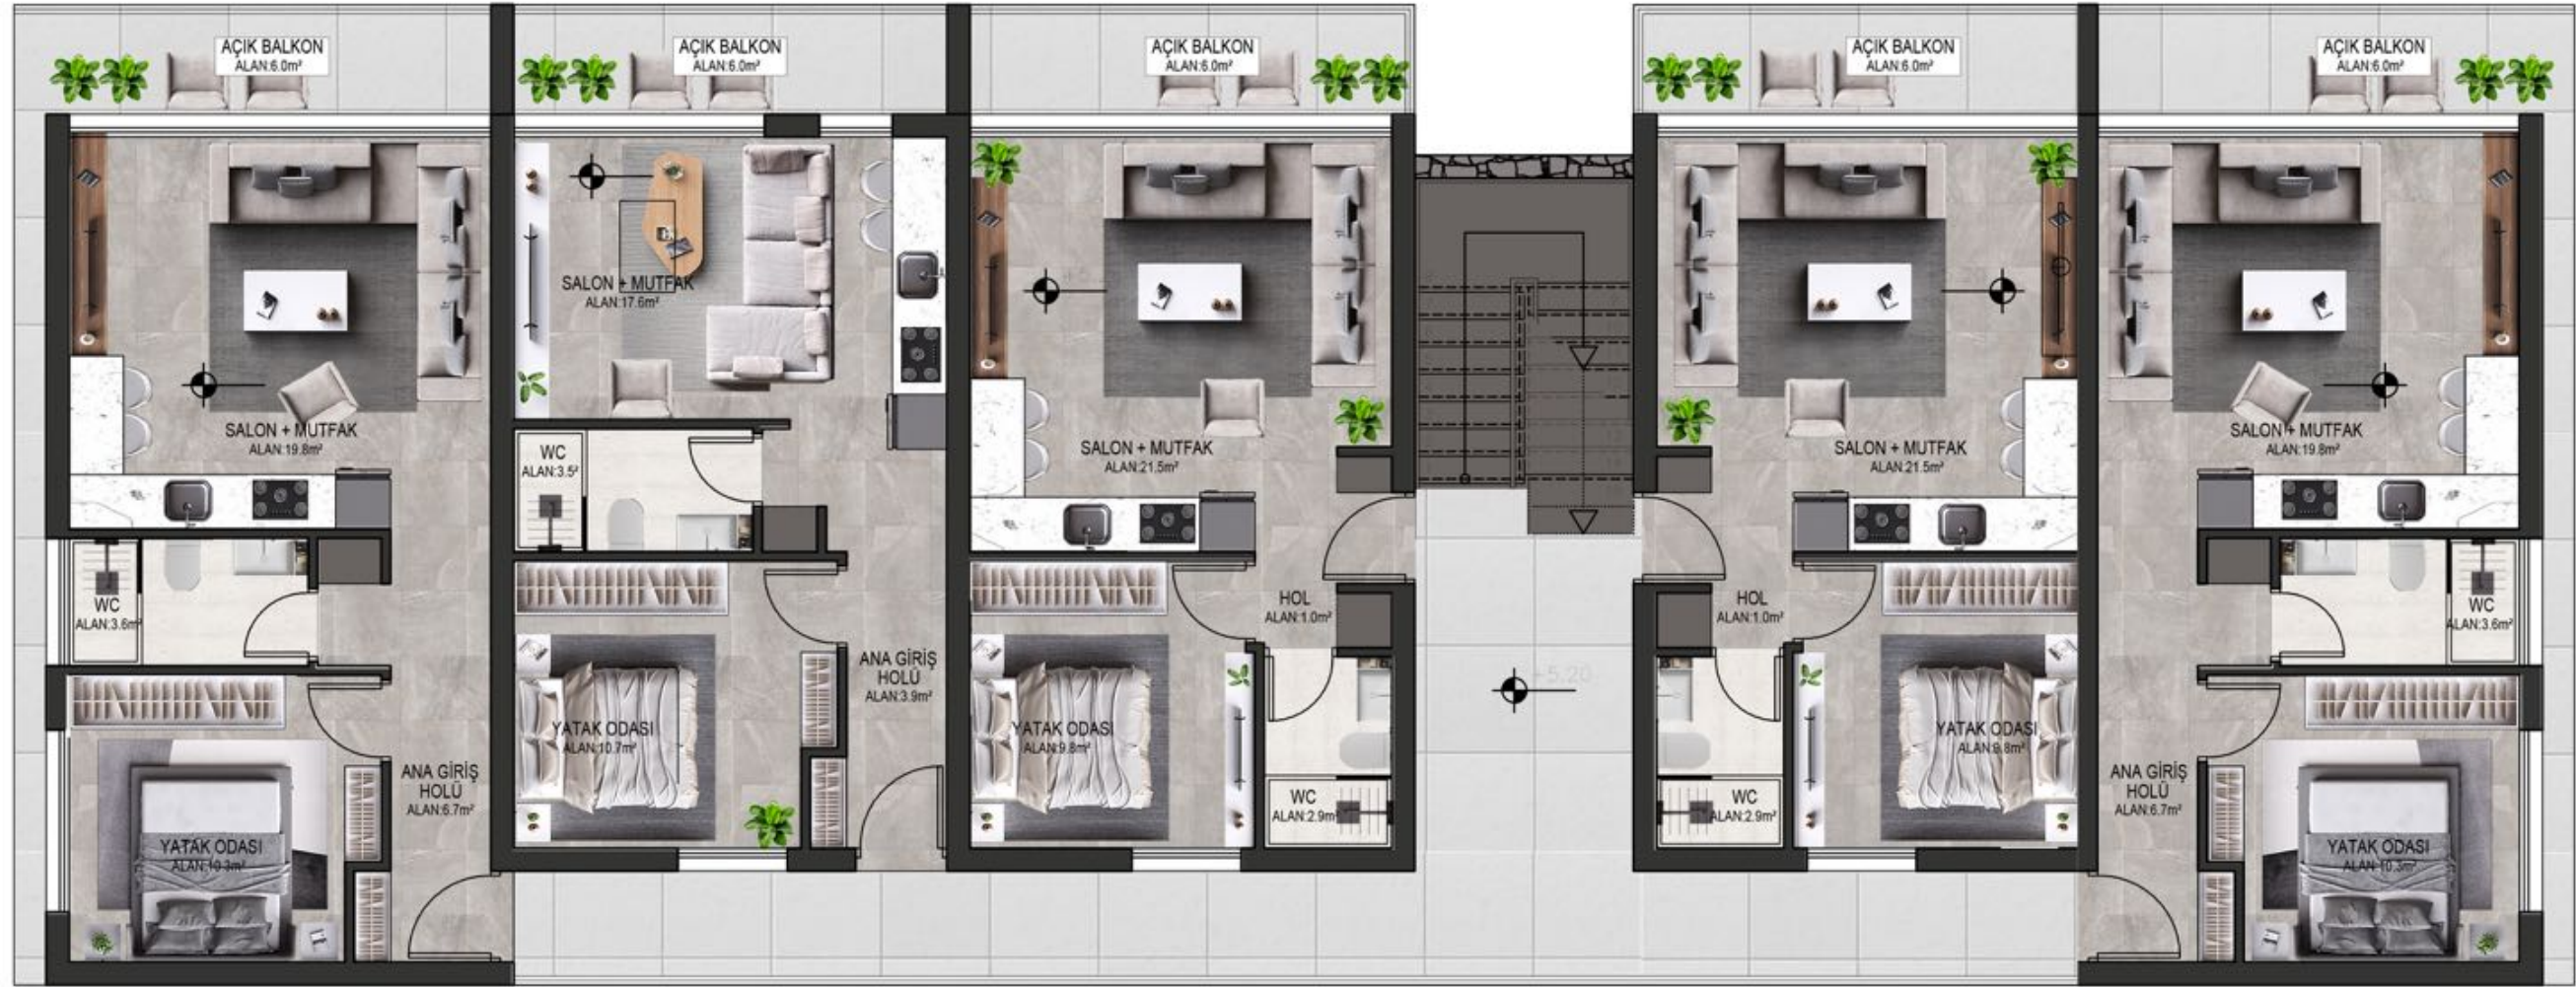 AÇIK BALKON
ALAN:6.0m²
AÇIK BALKON
ALAN:6.0m²
AÇIK BALKON
ALAN:6.0m²
AÇIK BALKON
ALAN:6.0m²
AÇIK BALKON
ALAN:6.0m²
SALON + MUTFAK
ALAN:19.8m²
SALON + MUTFAK
ALAN:17.6m²
SALON + MUTFAK
ALAN:21.5m²
SALON + MUTFAK
ALAN:21.5m²
SALON + MUTFAK
ALAN:19.8m²
WC
ALAN:3.6m²
WC
ALAN:3.5²
HOL
ALAN:1.0m²
HOL
ALAN:1.0m²
WC
ALAN:3.6m²
ANA GİRİŞ
HOLÜ
ALAN:6.7m²
ANA GİRİŞ
HOLÜ
ALAN:3.9m²
+5.20
ANA GİRİŞ
HOLÜ
ALAN:6.7m²
YATAK ODASI
ALAN:10.3m²
YATAK ODASI
ALAN:10.7m²
YATAK ODASI
ALAN:9.8m²
WC
ALAN:2.9m
WC
ALAN:2.9m²
YATAK ODASI
ALAN:9.8m²
YATAK ODASI
ALAN:10.3m²